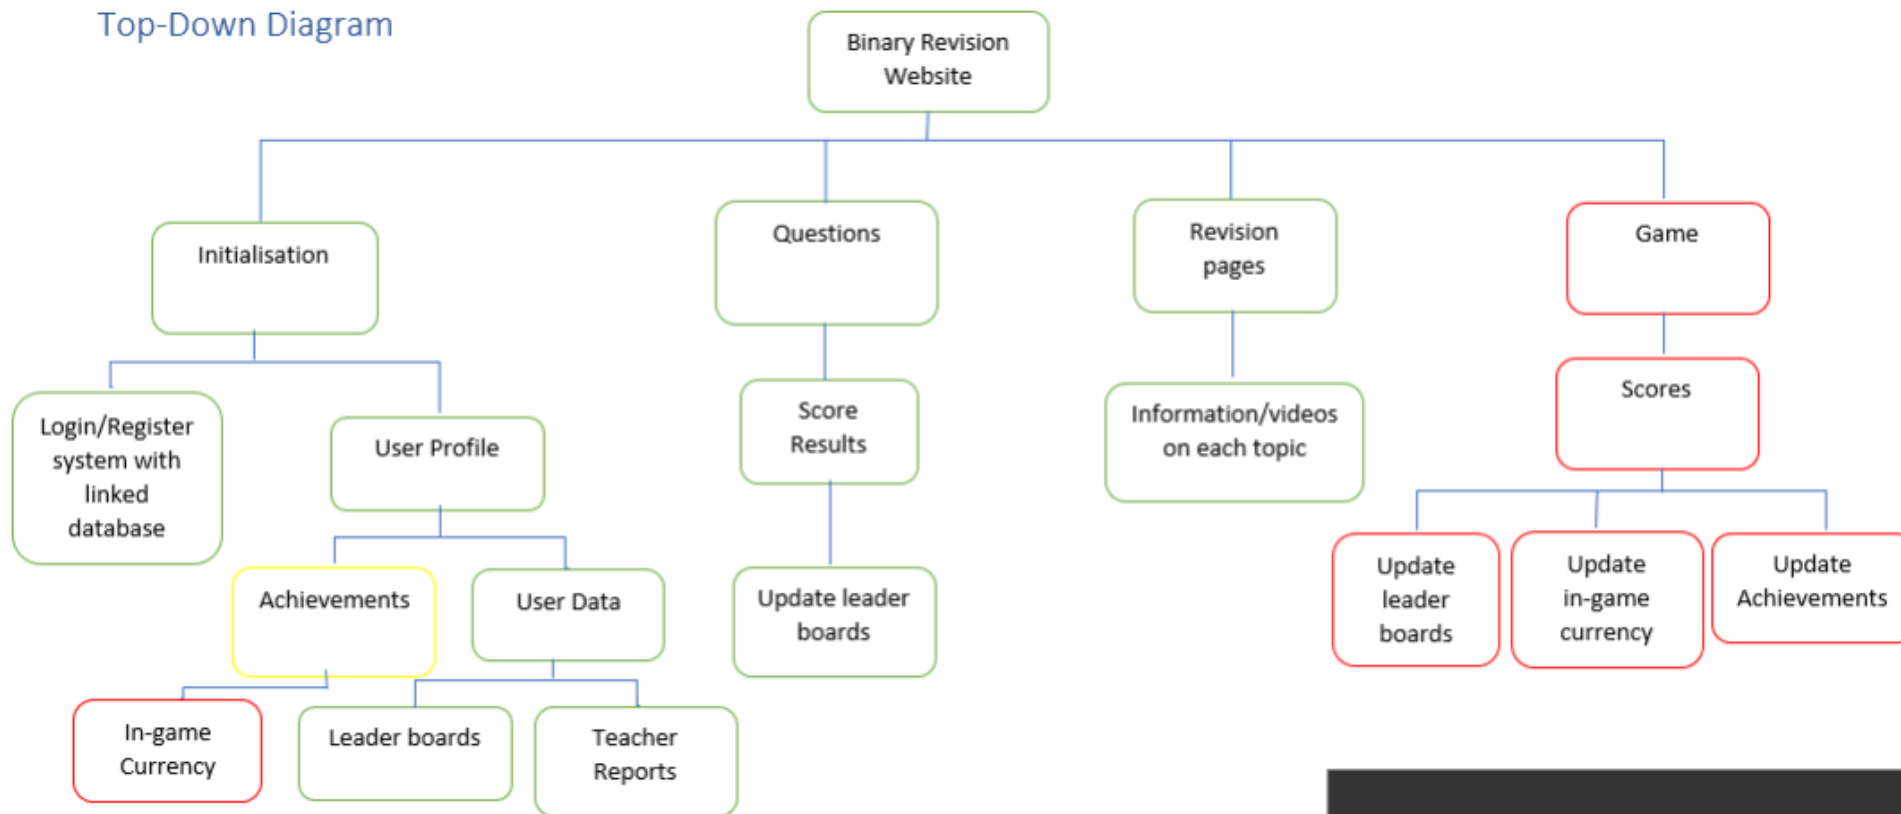 Top-Down Diagram
Binary Revision
Website
Initialisation
Questions
Revision
pages
Game
Login/Register
system with
linked
database
User Profile
Score
Results
Information/videos
on each topic
Scores
Achievements
User Data
Update leader
boards
Update
leader
boards
Update
in-game
currency
Update
Achievements
In-game
Currency
Leader boards
Teacher
Reports